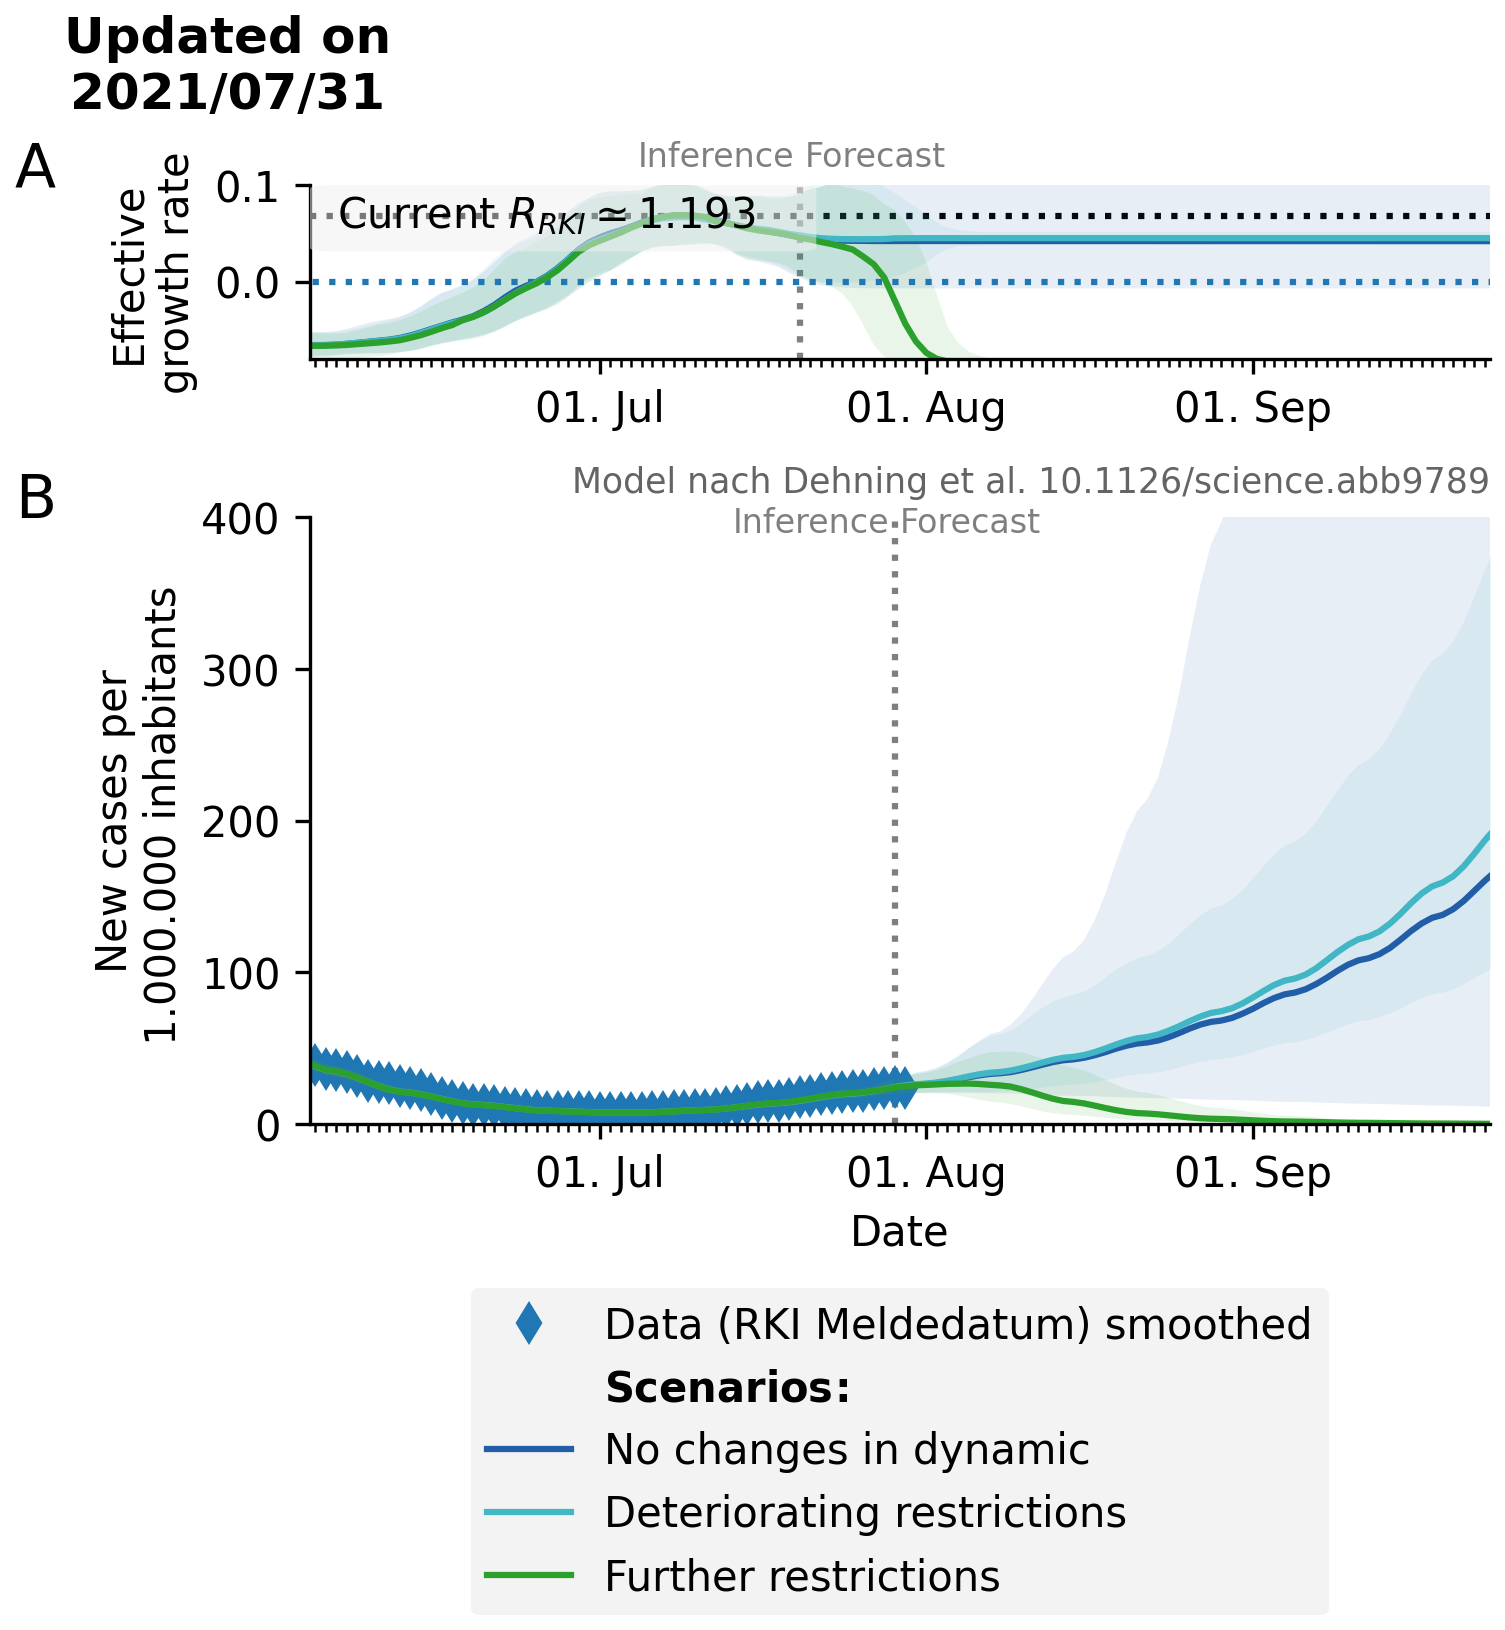 Updated on
2021/07/31
A
Inference Forecast
Effective
growth rate
0.1
0.0
Current R_RKI ≃ 1.193
01. Jul
01. Aug
01. Sep
B
Model nach Dehning et al. 10.1126/science.abb9789
Inference Forecast
New cases per
1.000.000 inhabitants
400
300
200
100
0
01. Jul
01. Aug
01. Sep
Date
Data (RKI Meldedatum) smoothed
Scenarios:
No changes in dynamic
Deteriorating restrictions
Further restrictions